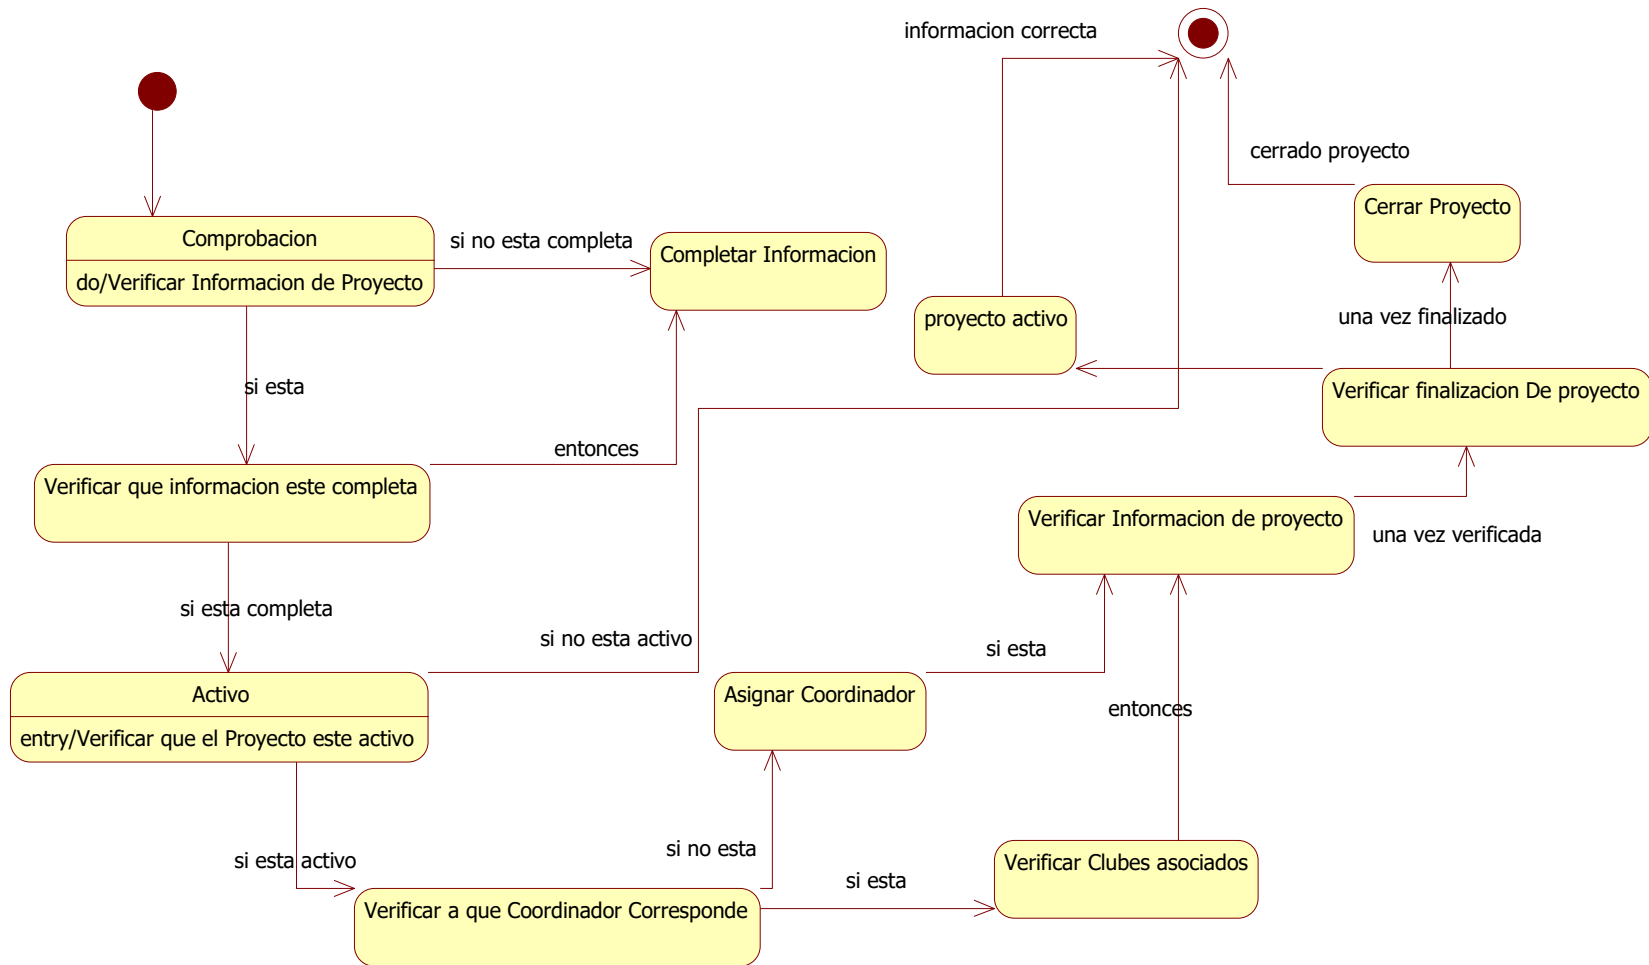 informacion correcta
cerrado proyecto
Cerrar Proyecto
Comprobacion
do/Verificar Informacion de Proyecto
si no esta completa
Completar Informacion
proyecto activo
una vez finalizado
Verificar finalizacion De proyecto
si esta
entonces
Verificar que informacion este completa
Verificar Informacion de proyecto
una vez verificada
si esta completa
si no esta activo
si esta
Activo
entry/Verificar que el Proyecto este activo
Asignar Coordinador
entonces
si esta activo
si no esta
si esta
Verificar Clubes asociados
Verificar a que Coordinador Corresponde